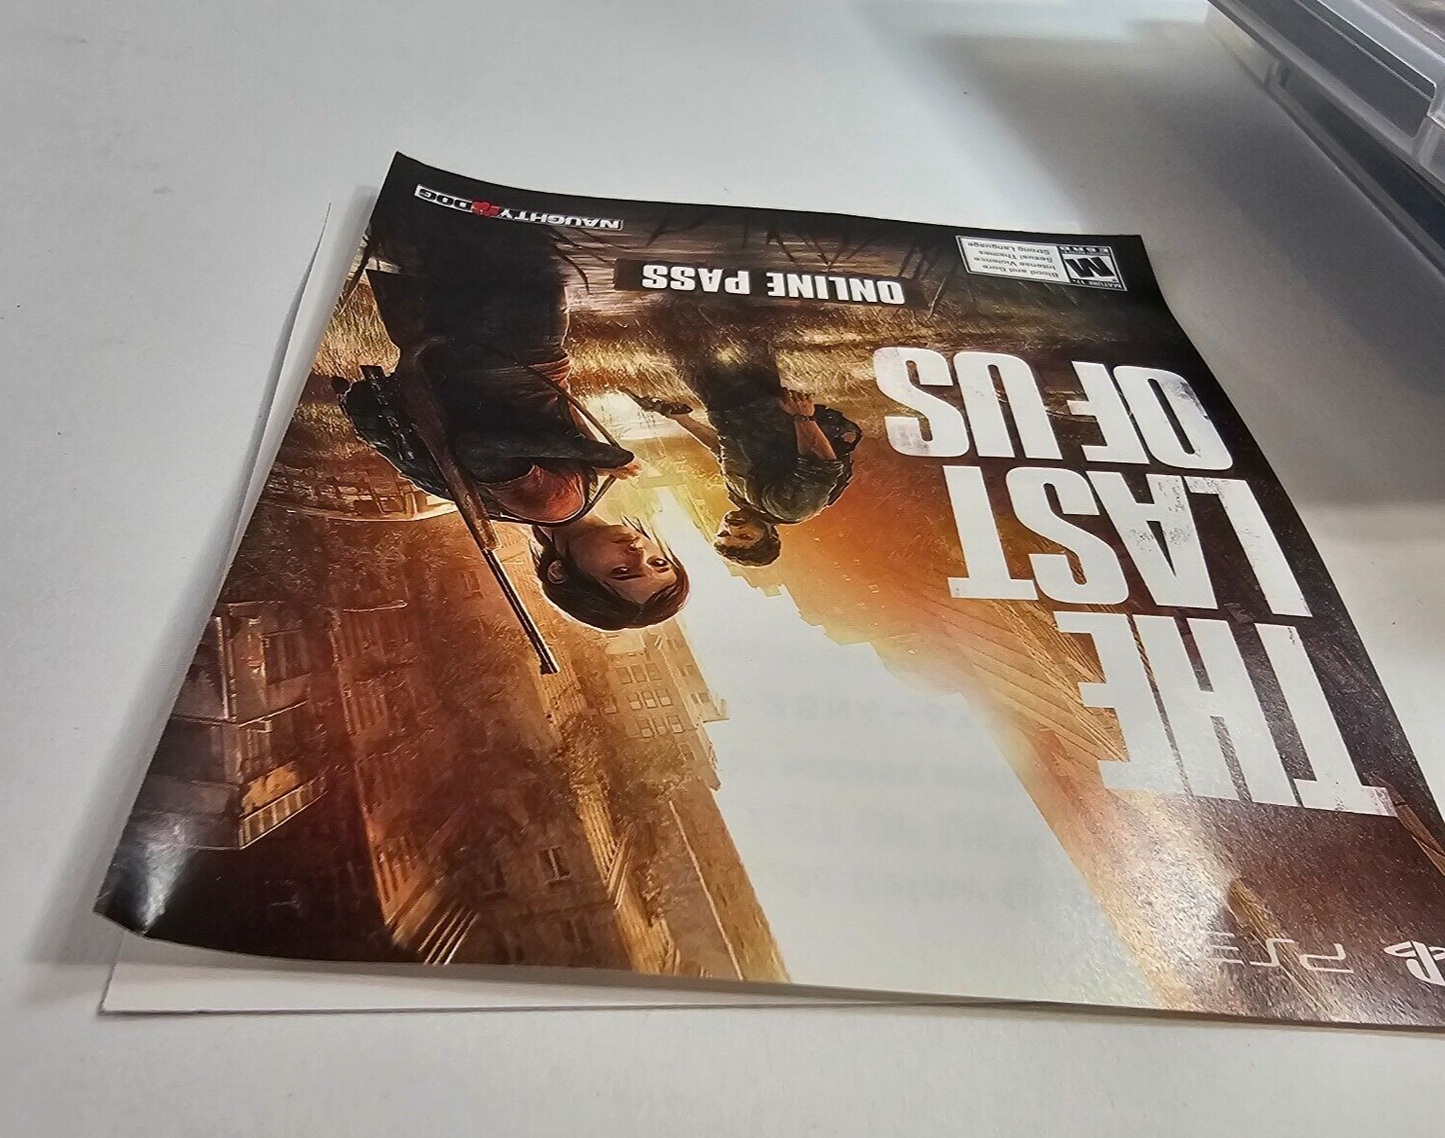 PS3
THE
LAST
OF US
ONLINE PASS
MATURE 17+
M
ESRB
Blood and Gore
Intense Violence
Sexual Themes
Strong Language
NAUGHTY DOG